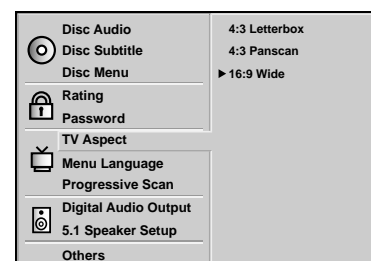 Disc Audio
Disc Subtitle
Disc Menu
Rating
Password
TV Aspect
Menu Language
Progressive Scan
Digital Audio Output
5.1 Speaker Setup
Others
4:3 Letterbox
4:3 Panscan
16:9 Wide